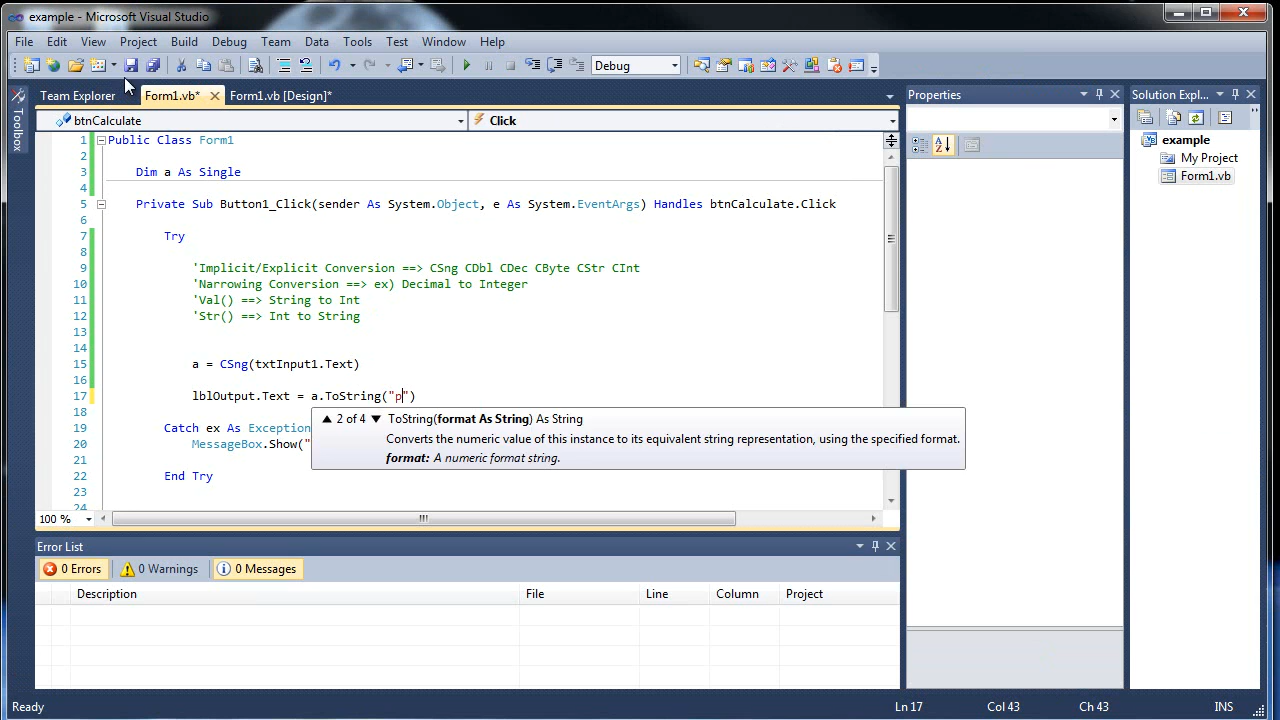 example - Microsoft Visual Studio
File Edit View Project Build Debug Team Data Tools Test Window Help
Debug
Team Explorer Form1.vb* Form1.vb [Design]*
btnCalculate Click
1 Public Class Form1
2
3 Dim a As Single
4
5 Private Sub Button1_Click(sender As System.Object, e As System.EventArgs) Handles btnCalculate.Click
6
7 Try
8
9 'Implicit/Explicit Conversion ==> CSng CDbl CDec CByte CStr CInt
10 'Narrowing Conversion ==> ex) Decimal to Integer
11 'Val() ==> String to Int
12 'Str() ==> Int to String
13
14
15 a = CSng(txtInput1.Text)
16
17 lblOutput.Text = a.ToString("p")
18
2 of 4 ToString(format As String) As String
Converts the numeric value of this instance to its equivalent string representation, using the specified format.
format: A numeric format string.
19 Catch ex As Exception
20 MessageBox.Show("
21
22 End Try
23
24
100 %
Toolbox
Properties
Solution Expl...
example
My Project
Form1.vb
Error List
0 Errors 0 Warnings 0 Messages
Description File Line Column Project
Ready Ln 17 Col 43 Ch 43 INS